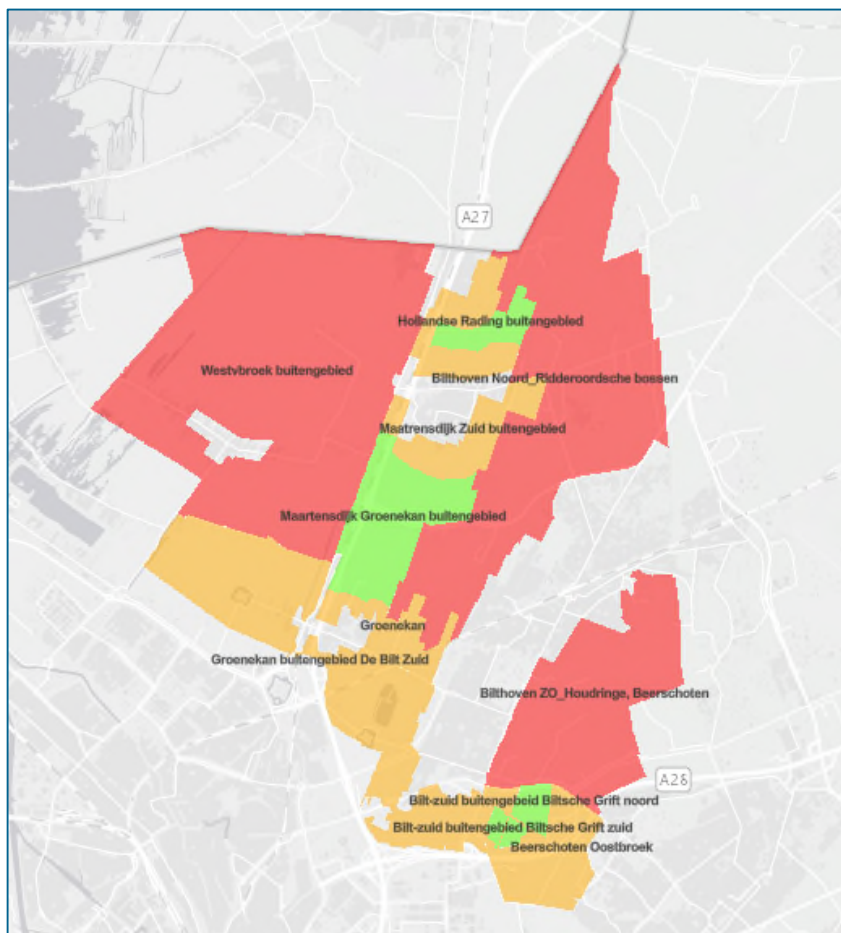 A27
Hollandse Rading buitengebied
Westvbroek buitengebied
Bilthoven Noord_Ridderoordsche bossen
Maatrensdijk Zuid buitengebied
Maartensdijk Groenekan buitengebied
Groenekan
Groenekan buitengebied De Bilt Zuid
Bilthoven ZO_Houdringe, Beerschoten
A28
Bilt-zuid buitengebeid Biltsche Grift noord
Bilt-zuid buitengebied Biltsche Grift zuid
Beerschoten Oostbroek